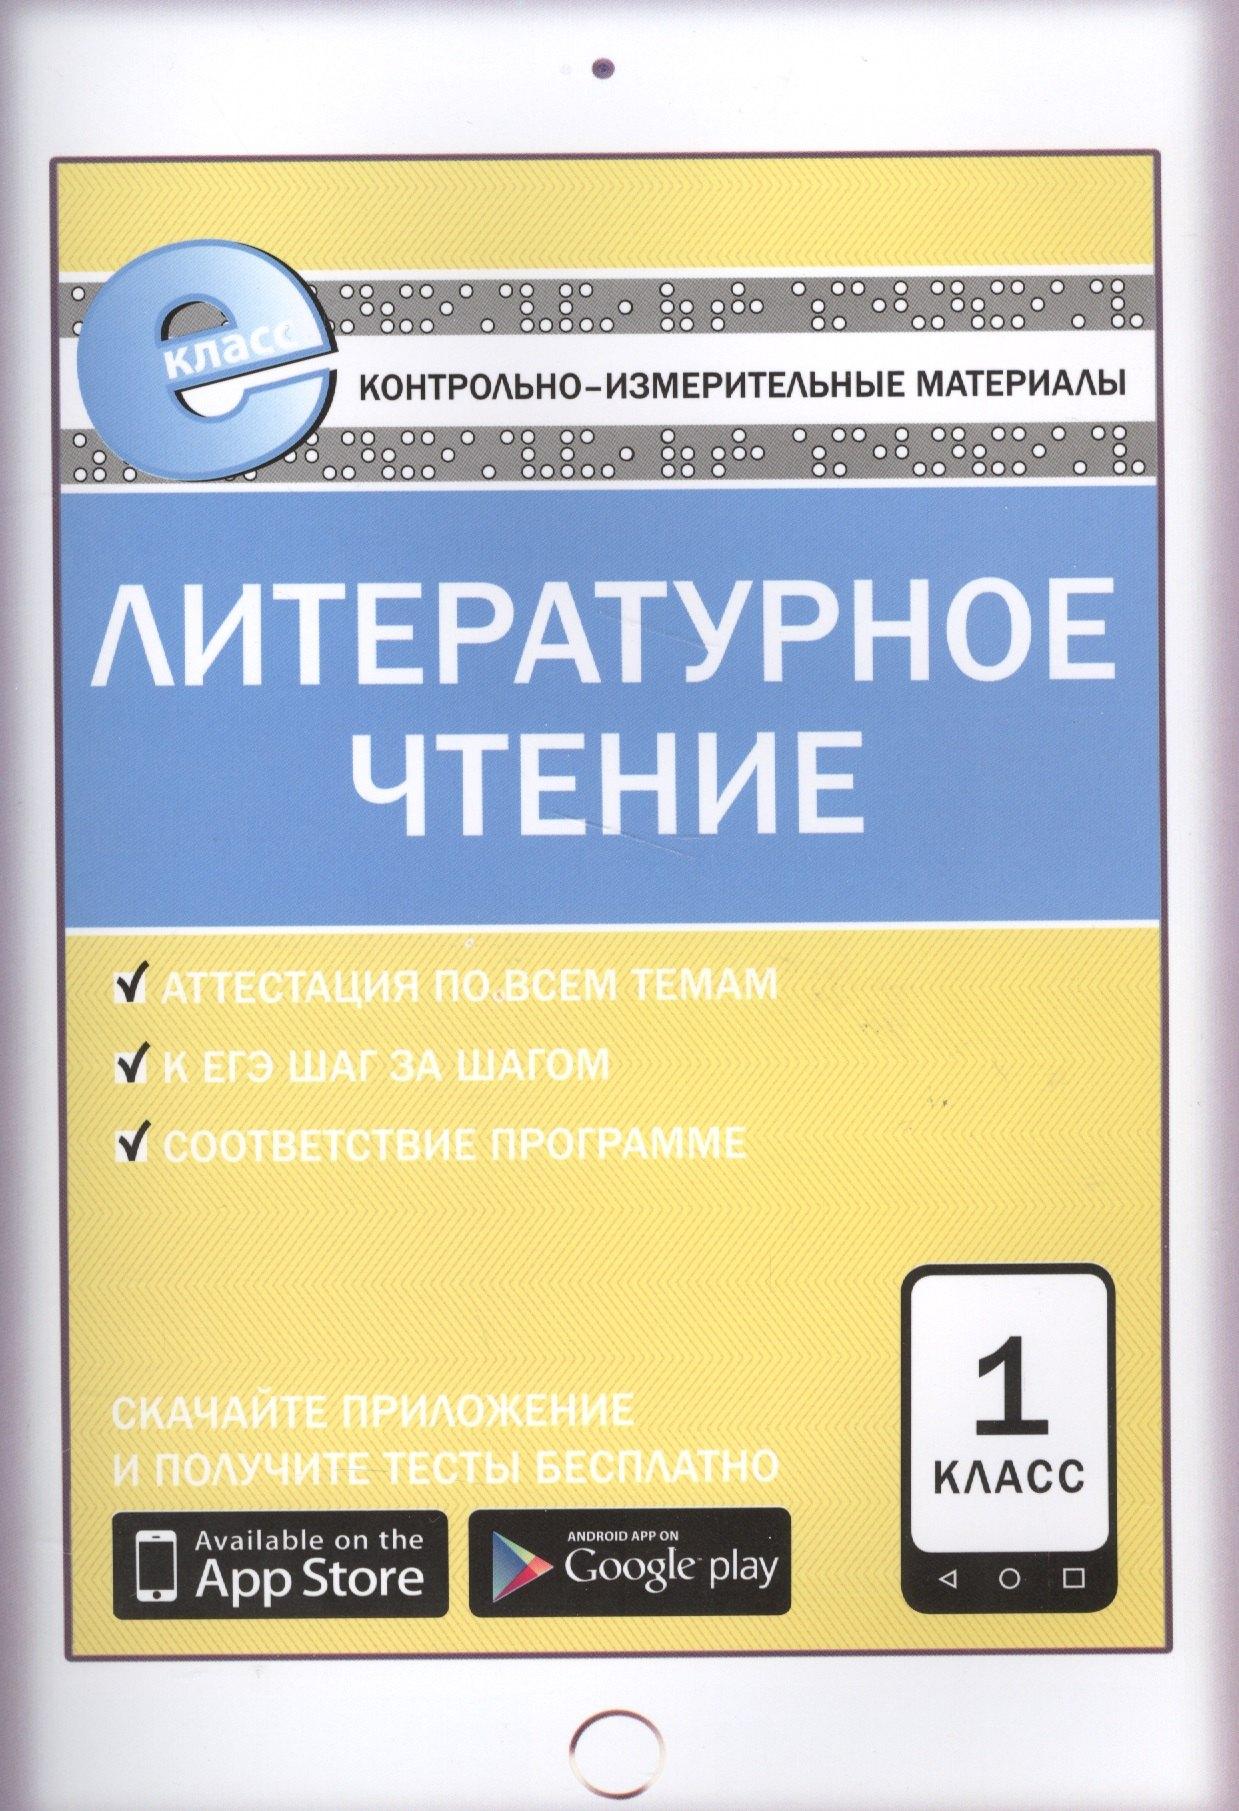 е
класс
КОНТРОЛЬНО-ИЗМЕРИТЕЛЬНЫЕ МАТЕРИАЛЫ
ЛИТЕРАТУРНОЕ
ЧТЕНИЕ
АТТЕСТАЦИЯ ПО ВСЕМ ТЕМАМ
К ЕГЭ ШАГ ЗА ШАГОМ
СООТВЕТСТВИЕ ПРОГРАММЕ
СКАЧАЙТЕ ПРИЛОЖЕНИЕ
И ПОЛУЧИТЕ ТЕСТЫ БЕСПЛАТНО
Available on the
App Store
ANDROID APP ON
Google play
1
КЛАСС